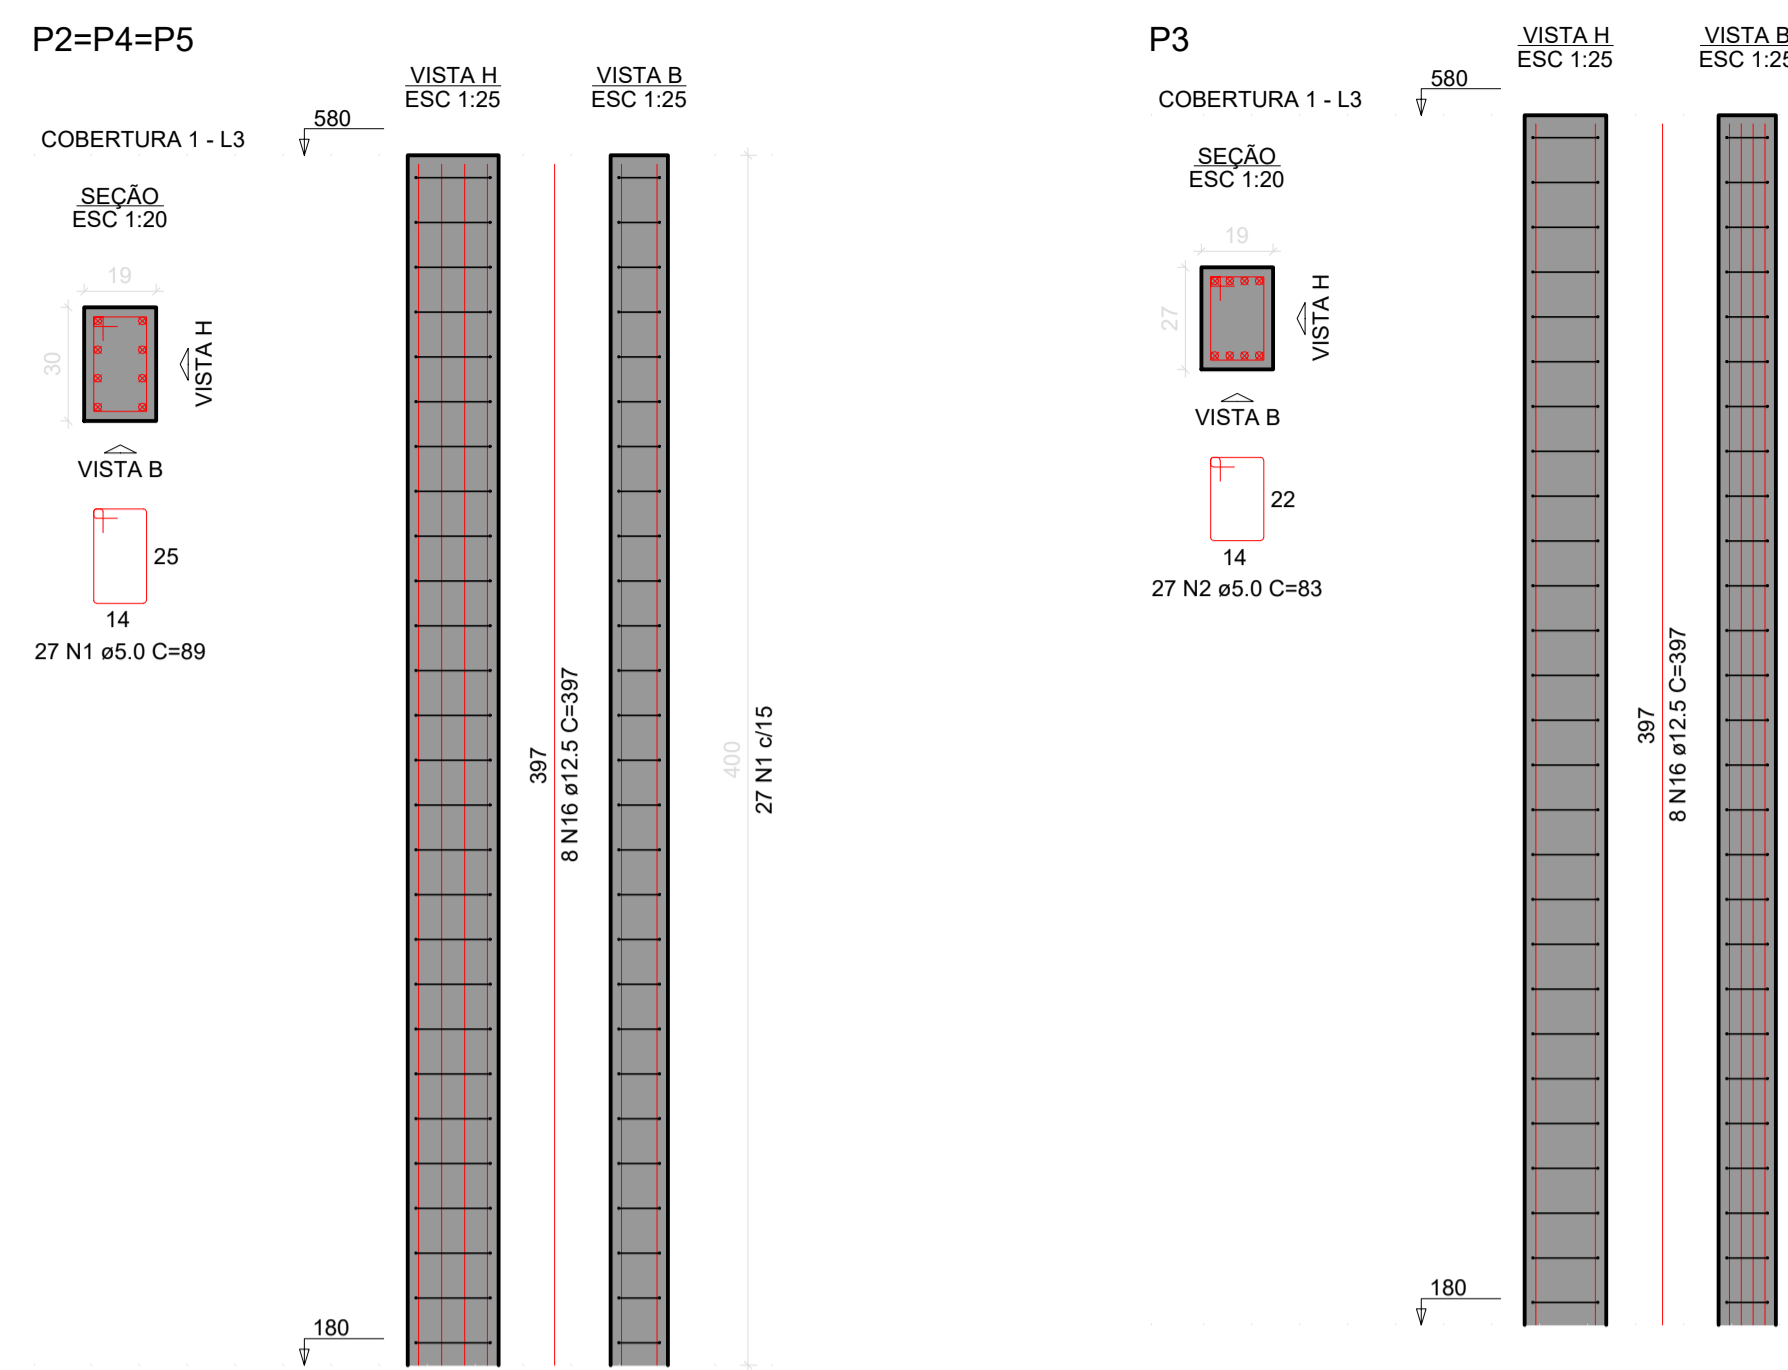 P2=P4=P5
VISTA H
ESC 1:25
VISTA B
ESC 1:25
580
COBERTURA 1 - L3
SEÇÃO
ESC 1:20
19
30
VISTA H
VISTA B
25
14
27 N1 ø5.0 C=89
397
8 N16 ø12.5 C=397
400
27 N1 c/15
180
P3
VISTA H
ESC 1:25
VISTA B
ESC 1:25
580
COBERTURA 1 - L3
SEÇÃO
ESC 1:20
19
27
VISTA H
VISTA B
22
14
27 N2 ø5.0 C=83
397
8 N16 ø12.5 C=397
180